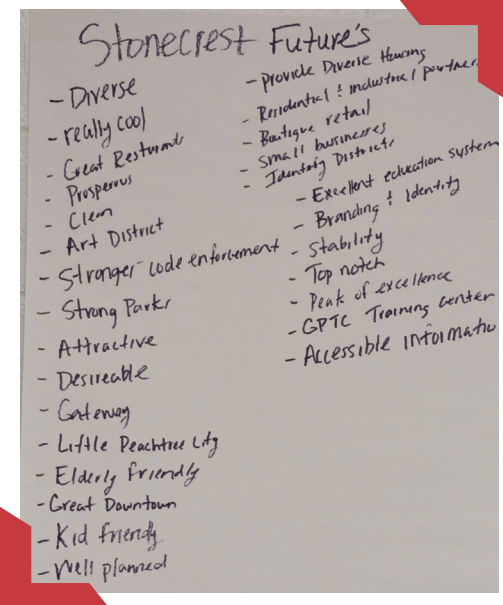 Stonecrest Future's
- Diverse
- really cool
- Great Resturants
- Prosperous
- Clean
- Art District
- Stronger code enforcement
- Strong Parks
- Attractive
- Desireable
- Gateway
- Little Peachtree City
- Elderly friendly
- Great Downtown
- Kid friendly
- Well planned
- provide Diverse Housing
- Residential & industrial partner
- Boutique retail
- Small businesses
- Identify Districts
- Excellent education system
- Branding & Identity
- Stability
- Top notch
- Peak of excellence
- GPTC Training center
- Accessible informatio